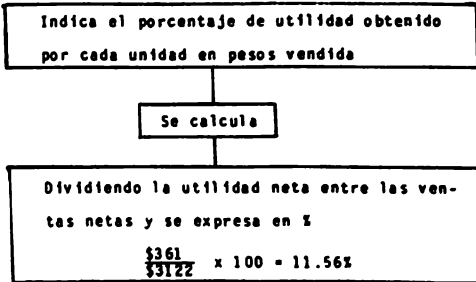 Indica el porcentaje de utilidad obtenido
por cada unidad en pesos vendida
Se calcula
Dividiendo la utilidad neta entre las ven-
tas netas y se expresa en %
$361
$3122 x 100 = 11.56%